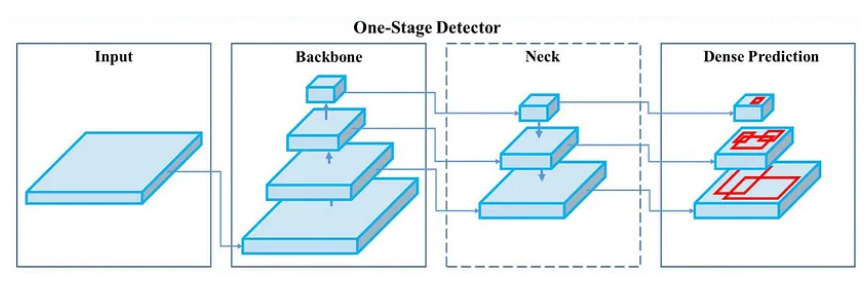 One-Stage Detector
Input
Backbone
Neck
Dense Prediction